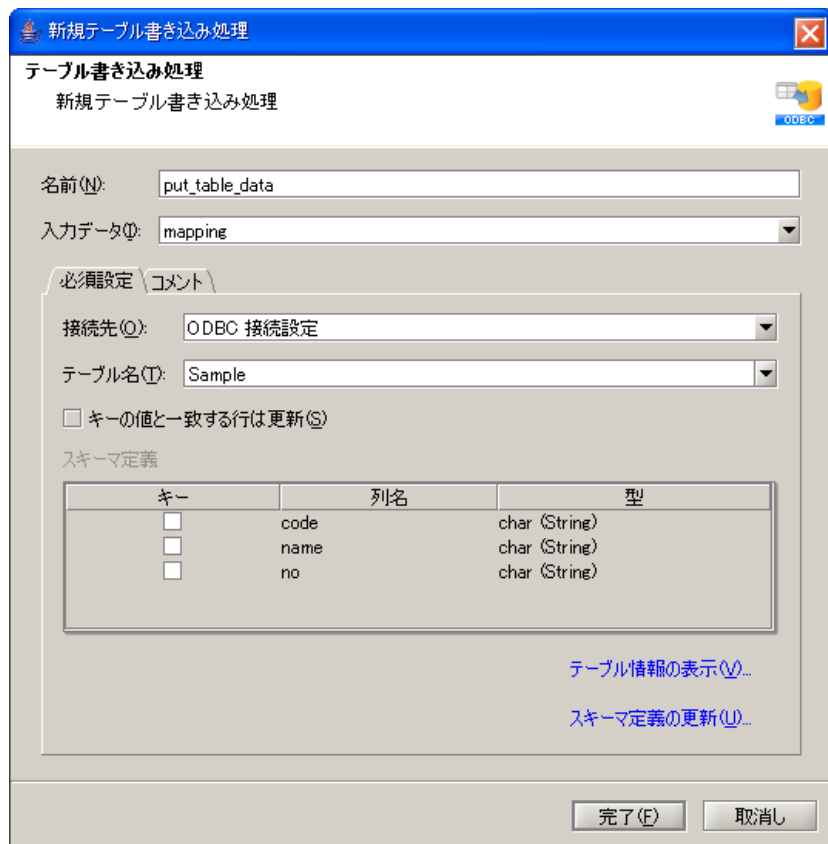 新規テーブル書き込み処理
テーブル書き込み処理
新規テーブル書き込み処理
ODBC
名前(N): put_table_data
入力データ(I): mapping
必須設定 コメント
接続先(O): ODBC 接続設定
テーブル名(T): Sample
キーの値と一致する行は更新(S)
スキーマ定義
キー 列名 型
code char (String)
name char (String)
no char (String)
テーブル情報の表示(V)...
スキーマ定義の更新(U)...
完了(F) 取消し